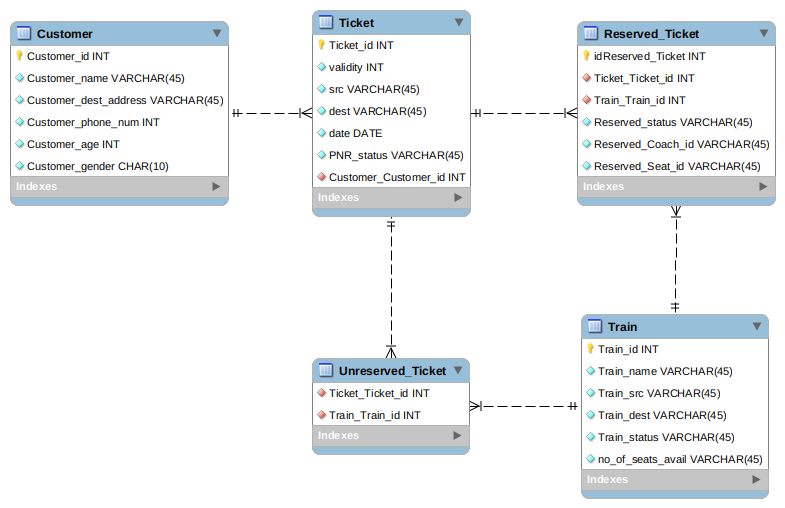 Customer
Customer_id INT
Customer_name VARCHAR(45)
Customer_dest_address VARCHAR(45)
Customer_phone_num INT
Customer_age INT
Customer_gender CHAR(10)
Indexes
Ticket
Ticket_id INT
validity INT
src VARCHAR(45)
dest VARCHAR(45)
date DATE
PNR_status VARCHAR(45)
Customer_Customer_id INT
Indexes
Reserved_Ticket
idReserved_Ticket INT
Ticket_Ticket_id INT
Train_Train_id INT
Reserved_status VARCHAR(45)
Reserved_Coach_id VARCHAR(45)
Reserved_Seat_id VARCHAR(45)
Indexes
Unreserved_Ticket
Ticket_Ticket_id INT
Train_Train_id INT
Indexes
Train
Train_id INT
Train_name VARCHAR(45)
Train_src VARCHAR(45)
Train_dest VARCHAR(45)
Train_status VARCHAR(45)
no_of_seats_avail VARCHAR(45)
Indexes